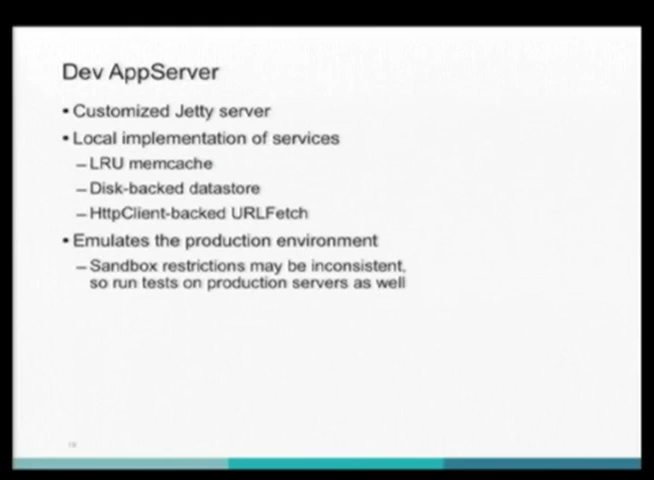 Dev AppServer
• Customized Jetty server
• Local implementation of services
– LRU memcache
– Disk-backed datastore
– HttpClient-backed URLFetch
• Emulates the production environment
– Sandbox restrictions may be inconsistent,
so run tests on production servers as well